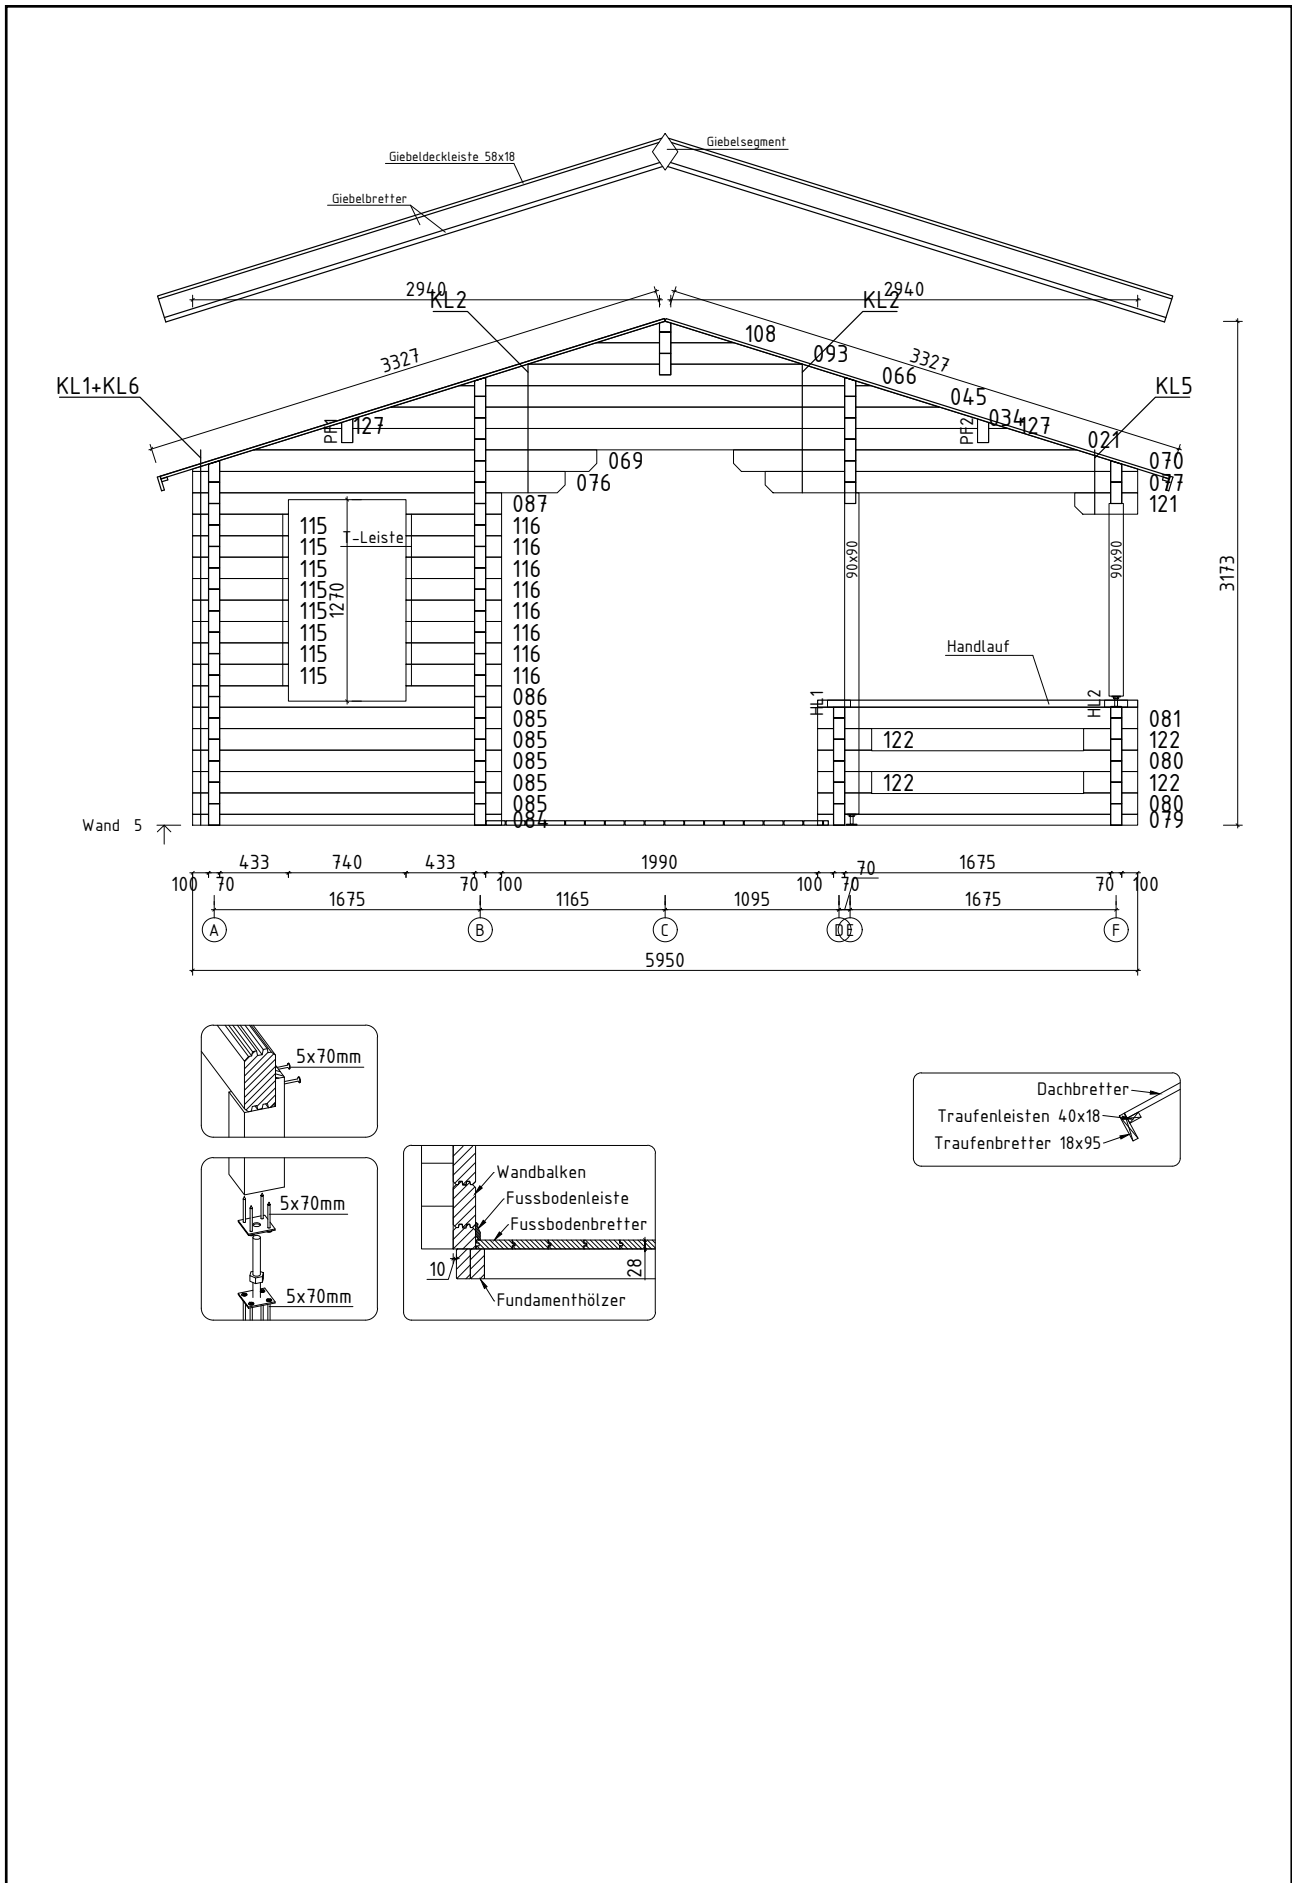 Giebelsegment
Giebeldeckleiste 58x18
Giebelbretter
2940
2940
KL2
KL2
108
093
3327
3327
066
KL1+KL6
KL5
045
PF1
127
PF2
034
127
021
069
070
076
077
087
121
115
116
T-Leiste
115
116
115
116
90x90
90x90
115
116
1270
3173
115
116
115
116
115
116
Handlauf
115
116
086
HL1
HL2
085
081
085
122
122
085
080
085
122
122
085
080
084
079
Wand 5
433
740
433
1990
70
1675
100
70
70
100
100
70
70
100
1675
1165
1095
1675
A
B
C
D
E
F
5950
5x70mm
Dachbretter
Traufenleisten 40x18
Traufenbretter 18x95
5x70mm
5x70mm
Wandbalken
Fussbodenleiste
Fussbodenbretter
10
28
Fundamenthölzer